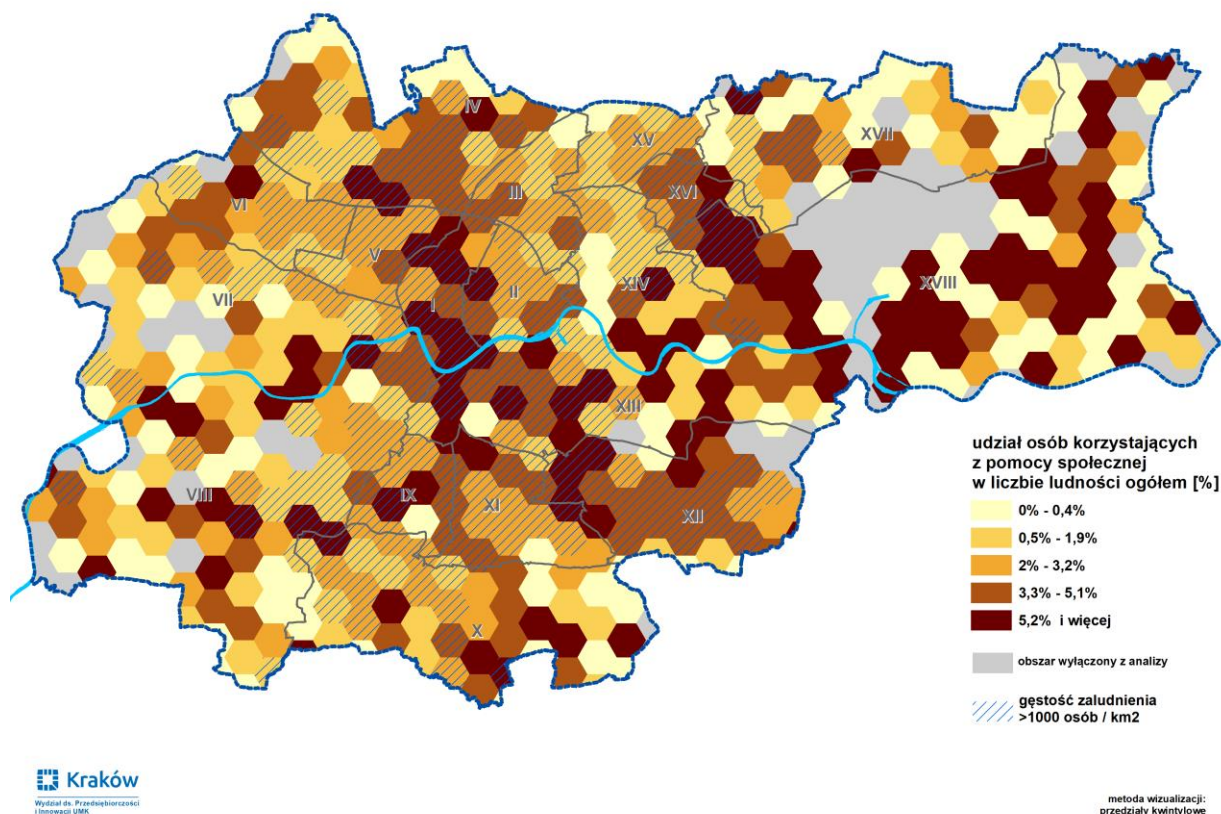 IV
XV
XVII
III
XVI
VI
V
XIV
XVIII
VII
II
I
XIII
VIII
IX
XI
XII
X
udział osób korzystających
z pomocy społecznej
w liczbie ludności ogółem [%]
0% - 0,4%
0,5% - 1,9%
2% - 3,2%
3,3% - 5,1%
5,2% i więcej
obszar wyłączony z analizy
gęstość zaludnienia
>1000 osób / km2
Kraków
Wydział ds. Przedsiębiorczości
i Innowacji UMK
metoda wizualizacji:
przedziały kwintylowe